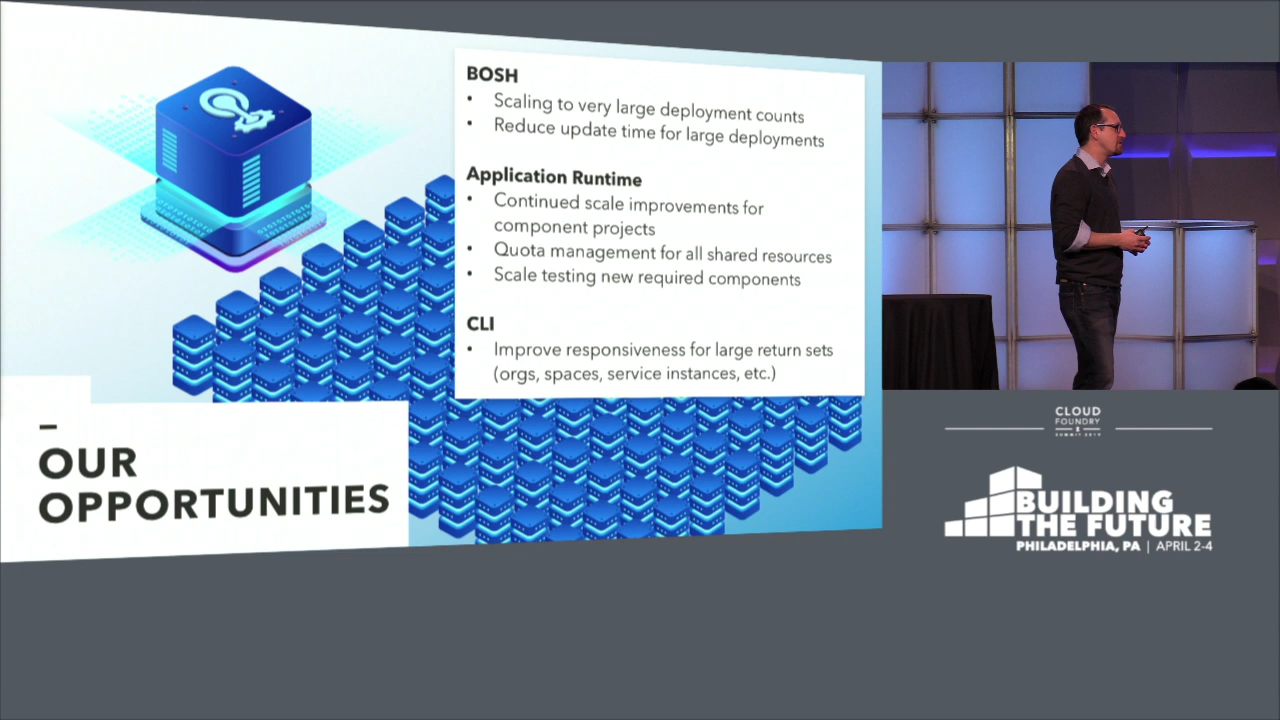 BOSH
• Scaling to very large deployment counts
• Reduce update time for large deployments
Application Runtime
• Continued scale improvements for
component projects
• Quota management for all shared resources
• Scale testing new required components
CLI
• Improve responsiveness for large return sets
(orgs, spaces, service instances, etc.)
–
OUR
OPPORTUNITIES
CLOUD
FOUNDRY
SUMMIT 2019
BUILDING
THE FUTURE
PHILADELPHIA, PA | APRIL 2-4